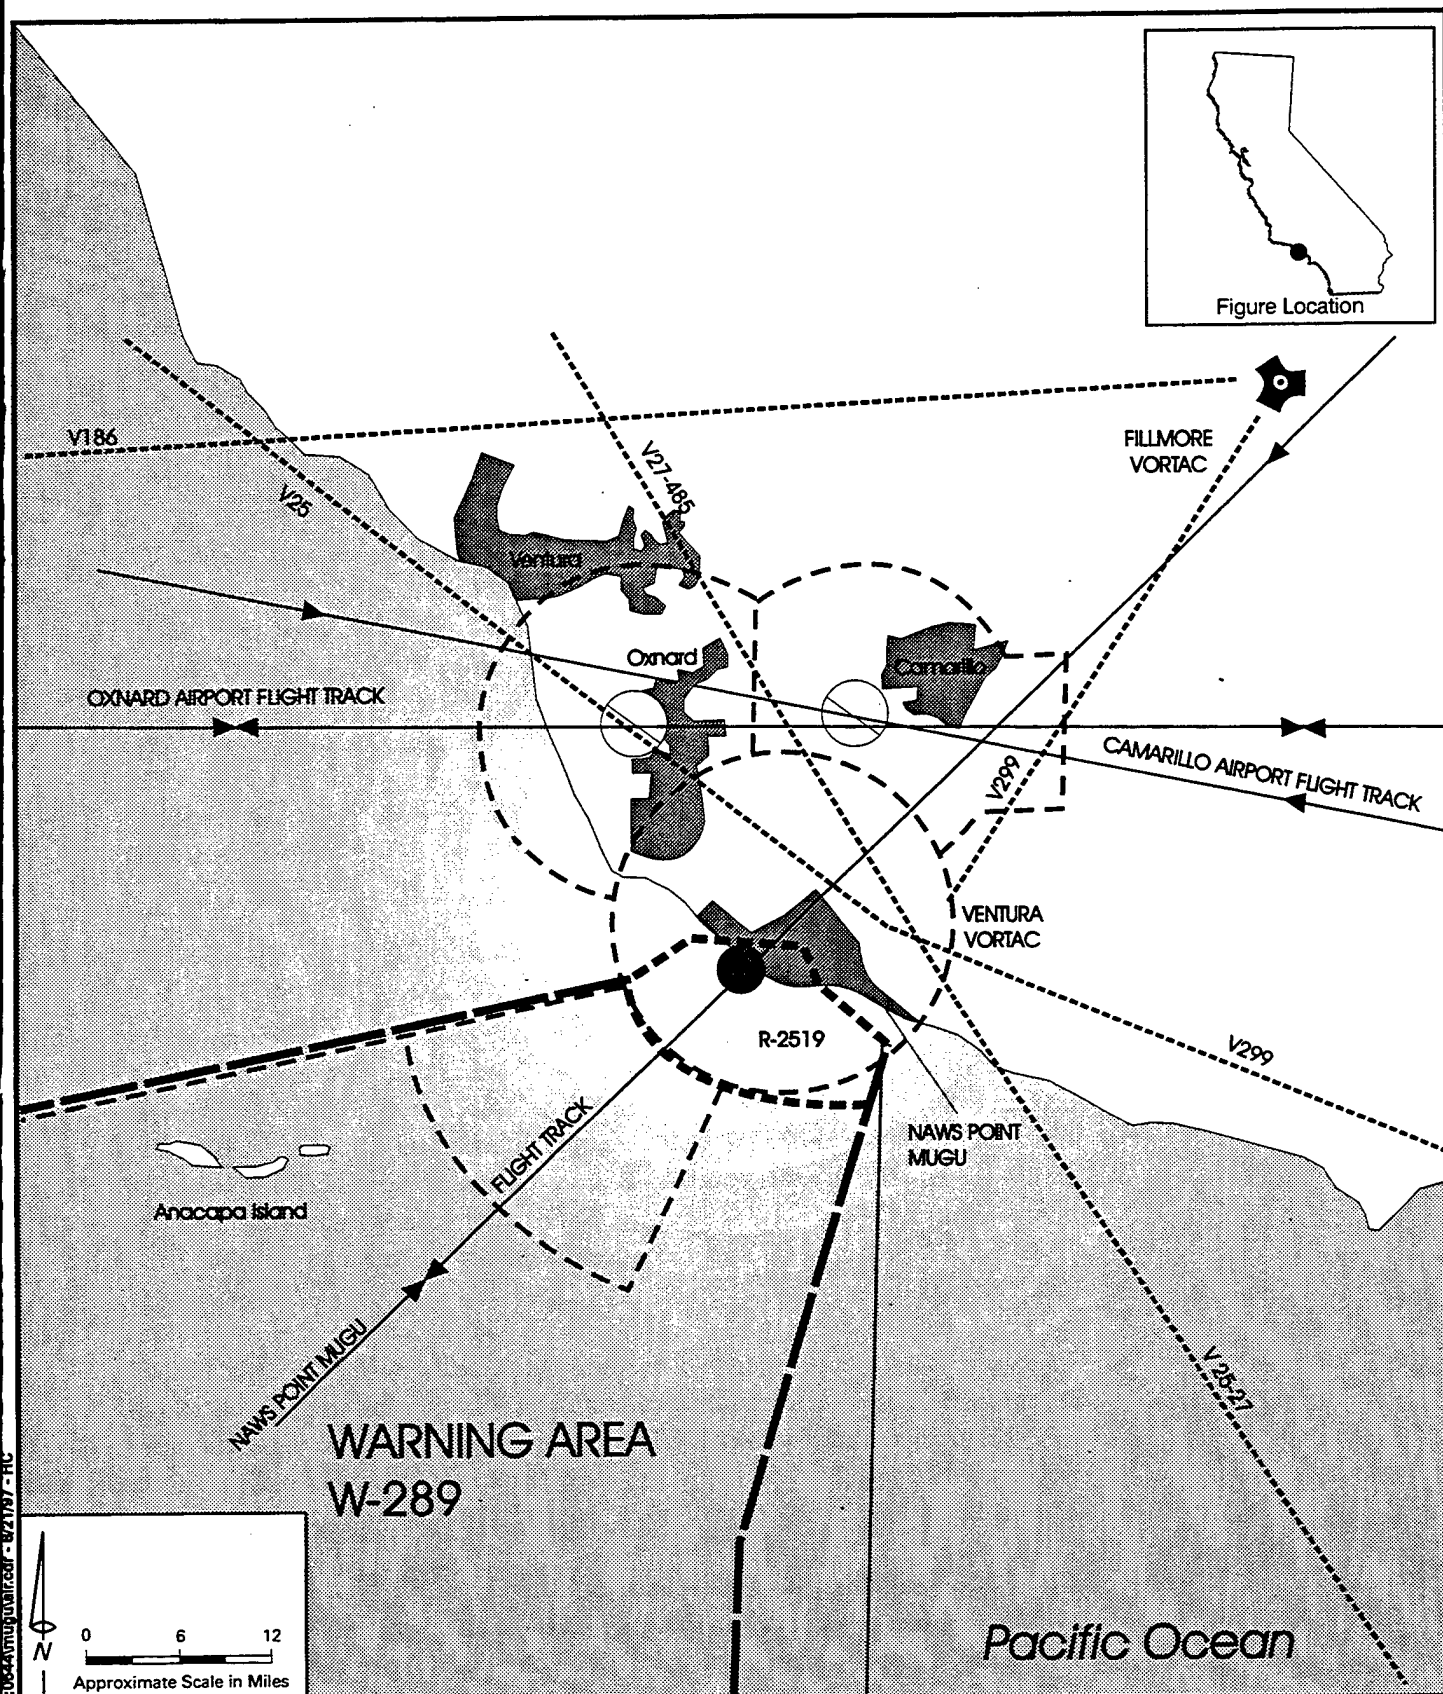 Figure Location
V186
V25
V27-485
FILLMORE
VORTAC
Ventura
Oxnard
Camarillo
OXNARD AIRPORT FLIGHT TRACK
CAMARILLO AIRPORT FLIGHT TRACK
V299
VENTURA
VORTAC
R-2519
V299
NAWS POINT
MUGU
FLIGHT TRACK
Anacapa Island
NAWS POINT MUGU
V 25-27
WARNING AREA
W-289
Pacific Ocean
N
0 6 12
Approximate Scale in Miles